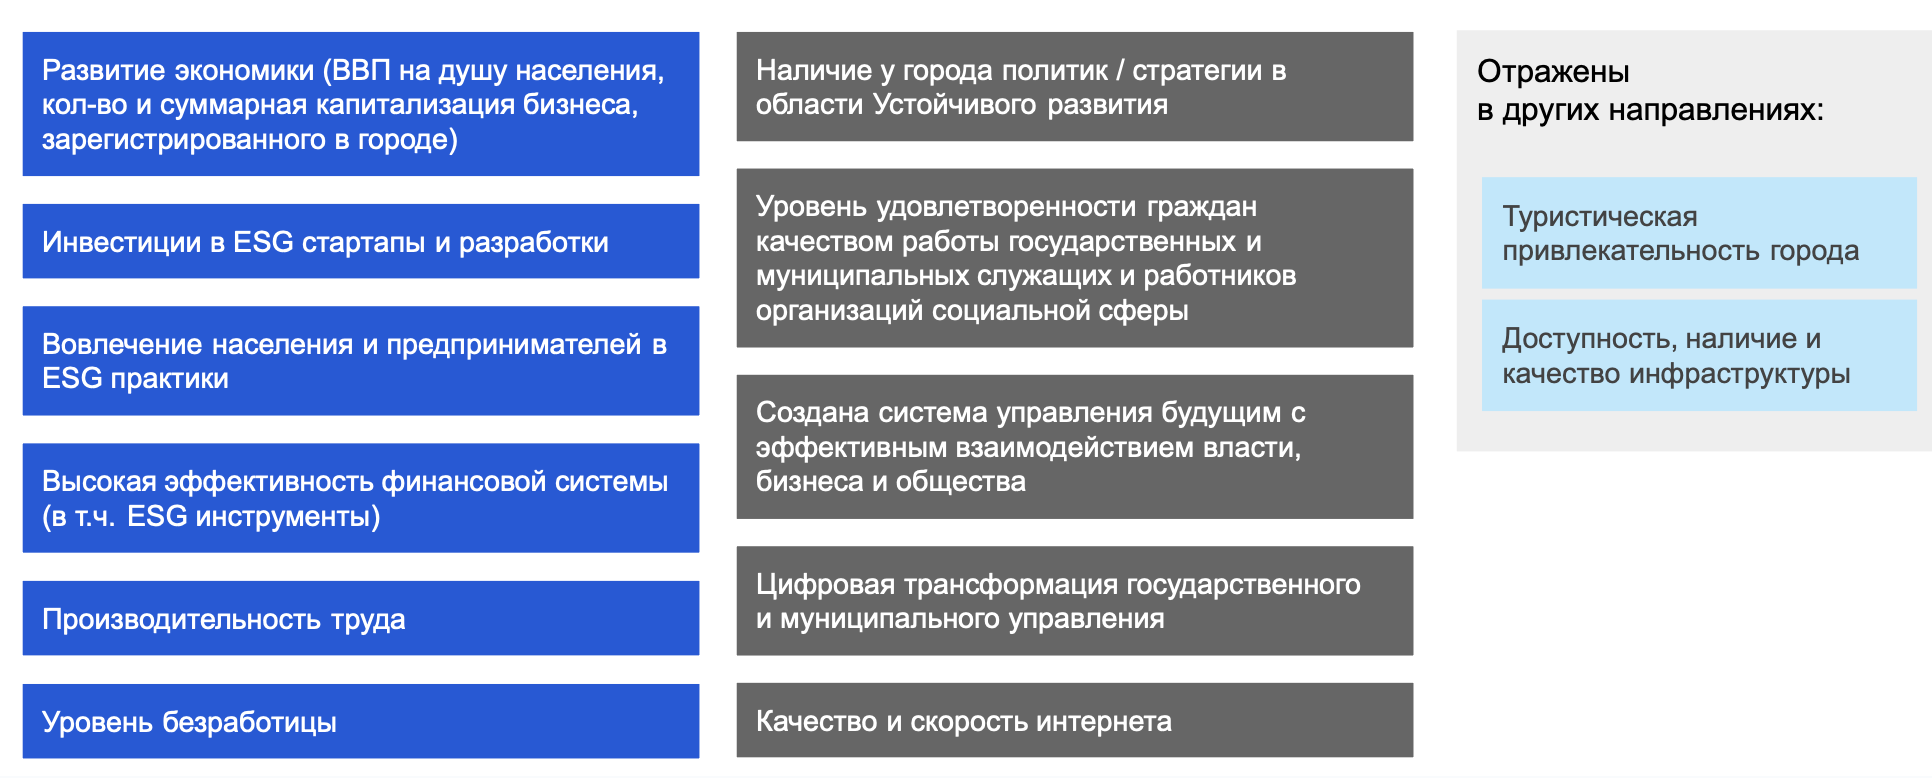 Развитие экономики (ВВП на душу населения,
кол-во и суммарная капитализация бизнеса,
зарегистрированного в городе)
Инвестиции в ESG стартапы и разработки
Вовлечение населения и предпринимателей в
ESG практики
Высокая эффективность финансовой системы
(в т.ч. ESG инструменты)
Производительность труда
Уровень безработицы
Наличие у города политик / стратегии в
области Устойчивого развития
Уровень удовлетворенности граждан
качеством работы государственных и
муниципальных служащих и работников
организаций социальной сферы
Создана система управления будущим с
эффективным взаимодействием власти,
бизнеса и общества
Цифровая трансформация государственного
и муниципального управления
Качество и скорость интернета
Отражены
в других направлениях:
Туристическая
привлекательность города
Доступность, наличие и
качество инфраструктуры